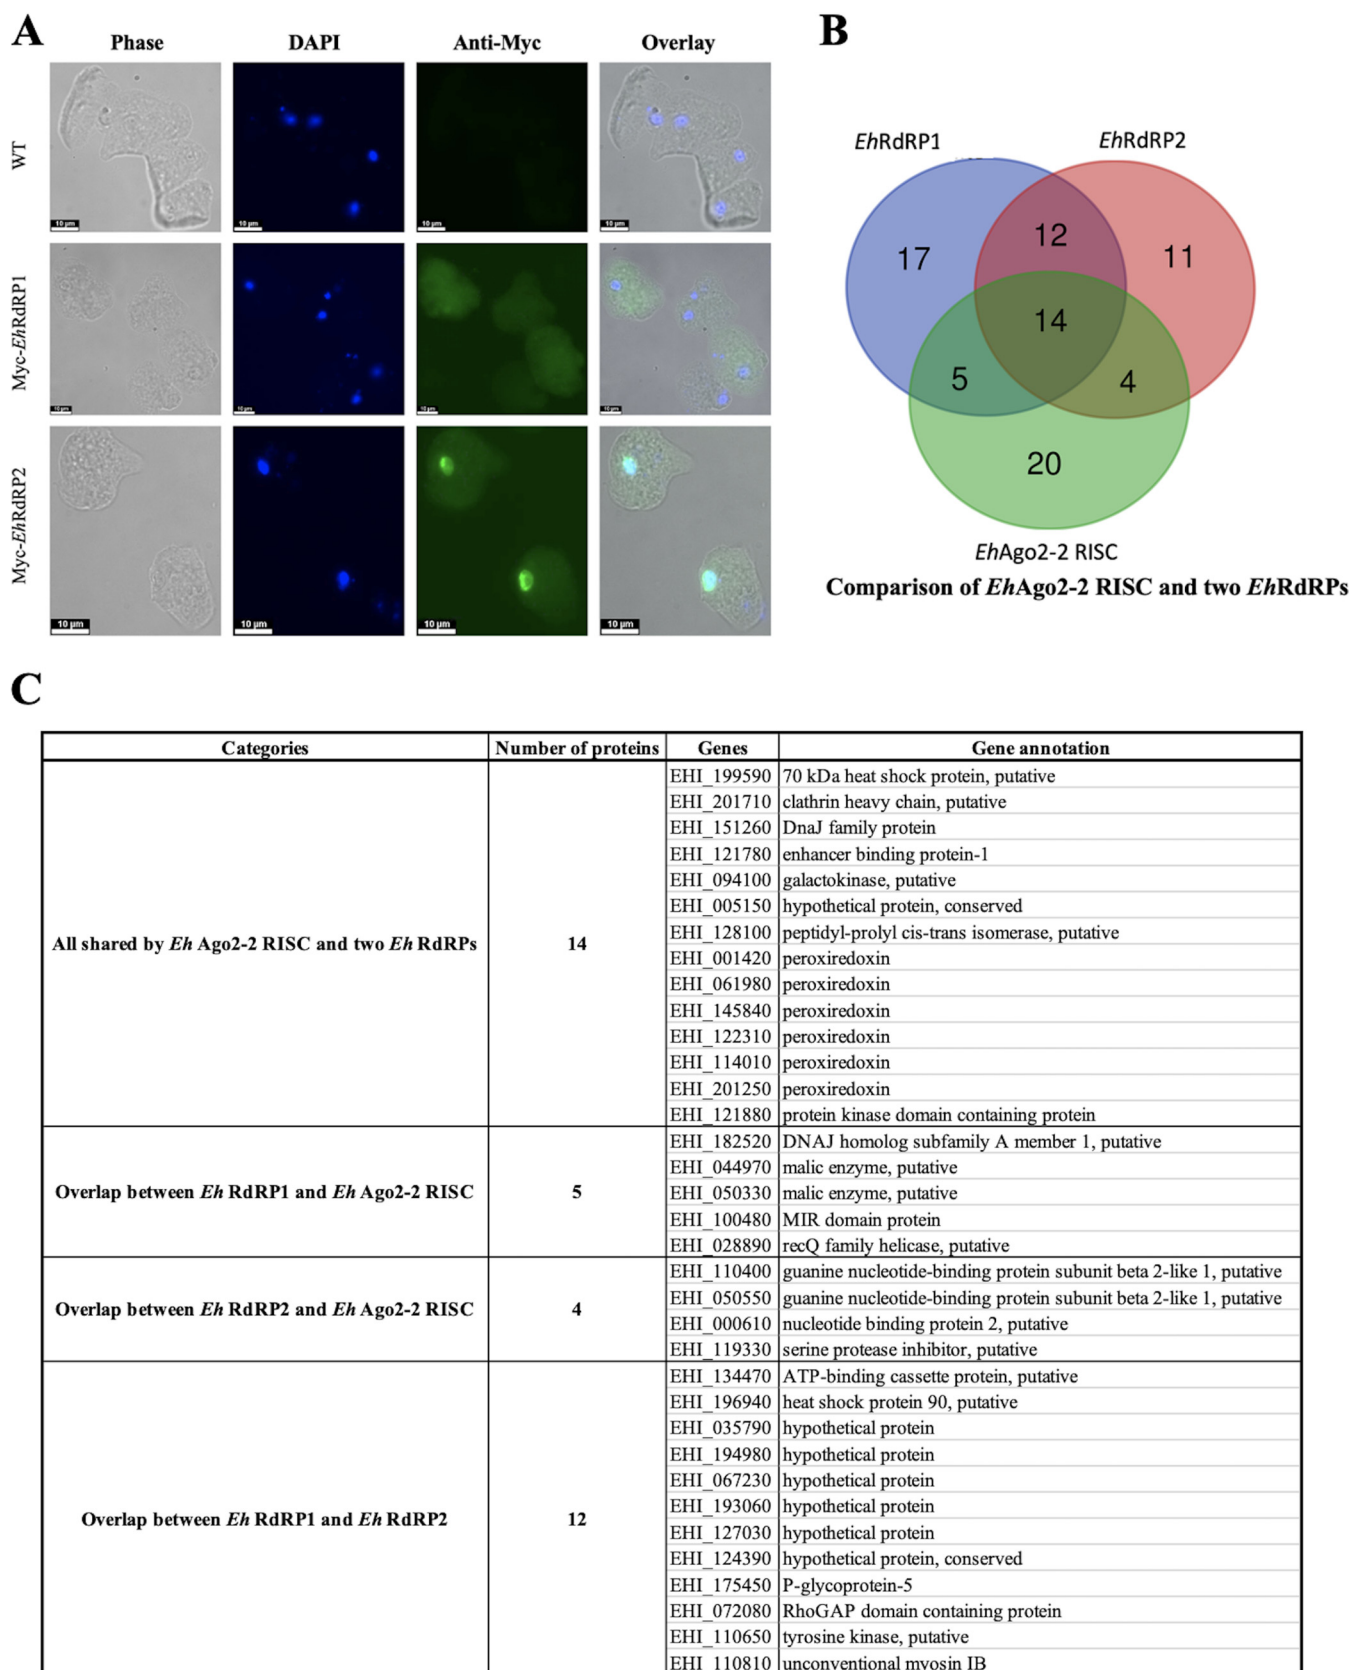 A
Phase DAPI Anti-Myc Overlay
WT
10 µm 10 µm 10 µm 10 µm
Myc-EhRdRP1
10 µm 10 µm 10 µm 10 µm
Myc-EhRdRP2
10 µm 10 µm 10 µm 10 µm
B
EhRdRP1 EhRdRP2
17 12 11
14
5 4
20
EhAgo2-2 RISC
Comparison of EhAgo2-2 RISC and two EhRdRPs
C
Categories Number of proteins Genes Gene annotation
All shared by Eh Ago2-2 RISC and two Eh RdRPs 14
EHI_199590 70 kDa heat shock protein, putative
EHI_201710 clathrin heavy chain, putative
EHI_151260 DnaJ family protein
EHI_121780 enhancer binding protein-1
EHI_094100 galactokinase, putative
EHI_005150 hypothetical protein, conserved
EHI_128100 peptidyl-prolyl cis-trans isomerase, putative
EHI_001420 peroxiredoxin
EHI_061980 peroxiredoxin
EHI_145840 peroxiredoxin
EHI_122310 peroxiredoxin
EHI_114010 peroxiredoxin
EHI_201250 peroxiredoxin
EHI_121880 protein kinase domain containing protein
Overlap between Eh RdRP1 and Eh Ago2-2 RISC 5
EHI_182520 DNAJ homolog subfamily A member 1, putative
EHI_044970 malic enzyme, putative
EHI_050330 malic enzyme, putative
EHI_100480 MIR domain protein
EHI_028890 recQ family helicase, putative
Overlap between Eh RdRP2 and Eh Ago2-2 RISC 4
EHI_110400 guanine nucleotide-binding protein subunit beta 2-like 1, putative
EHI_050550 guanine nucleotide-binding protein subunit beta 2-like 1, putative
EHI_000610 nucleotide binding protein 2, putative
EHI_119330 serine protease inhibitor, putative
Overlap between Eh RdRP1 and Eh RdRP2 12
EHI_134470 ATP-binding cassette protein, putative
EHI_196940 heat shock protein 90, putative
EHI_035790 hypothetical protein
EHI_194980 hypothetical protein
EHI_067230 hypothetical protein
EHI_193060 hypothetical protein
EHI_127030 hypothetical protein
EHI_124390 hypothetical protein, conserved
EHI_175450 P-glycoprotein-5
EHI_072080 RhoGAP domain containing protein
EHI_110650 tyrosine kinase, putative
EHI_110810 unconventional myosin IB